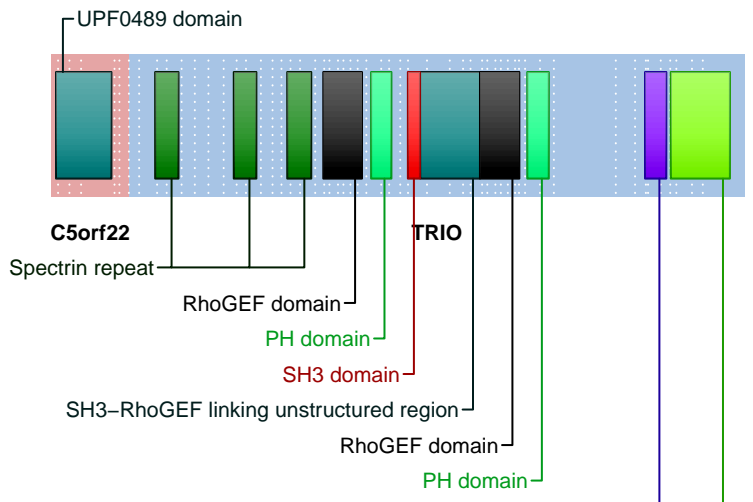 UPF0489 domain
C5orf22 TRIO
Spectrin repeat
RhoGEF domain
PH domain
SH3 domain
SH3−RhoGEF linking unstructured region
RhoGEF domain
PH domain